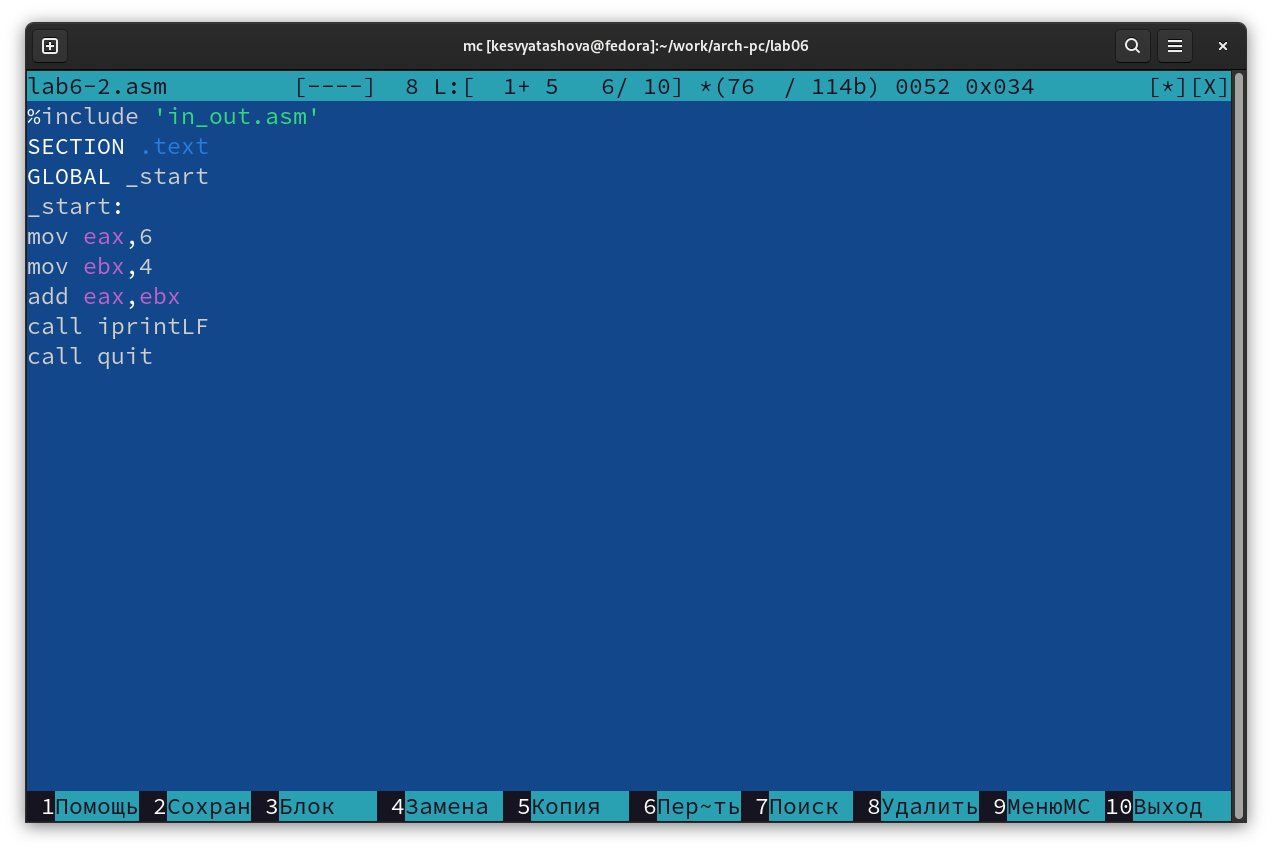 mc [kesvyatashova@fedora]:~/work/arch-pc/lab06
lab6-2.asm [----] 8 L:[ 1+ 5 6/ 10] *(76 / 114b) 0052 0x034 [*][X]
%include 'in_out.asm'
SECTION .text
GLOBAL _start
_start:
mov eax,6
mov ebx,4
add eax,ebx
call iprintLF
call quit
1Помощь 2Сохран 3Блок 4Замена 5Копия 6Пер~ть 7Поиск 8Удалить 9МенюMC 10Выход